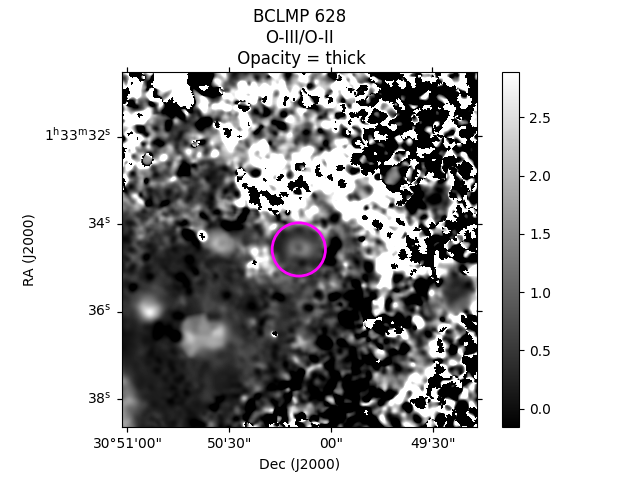 BCLMP 628
O-III/O-II
Opacity = thick
1ʰ33ᵐ32ˢ
34ˢ
36ˢ
38ˢ
RA (J2000)
30°51'00" 50'30" 00" 49'30"
Dec (J2000)
2.5
2.0
1.5
1.0
0.5
0.0